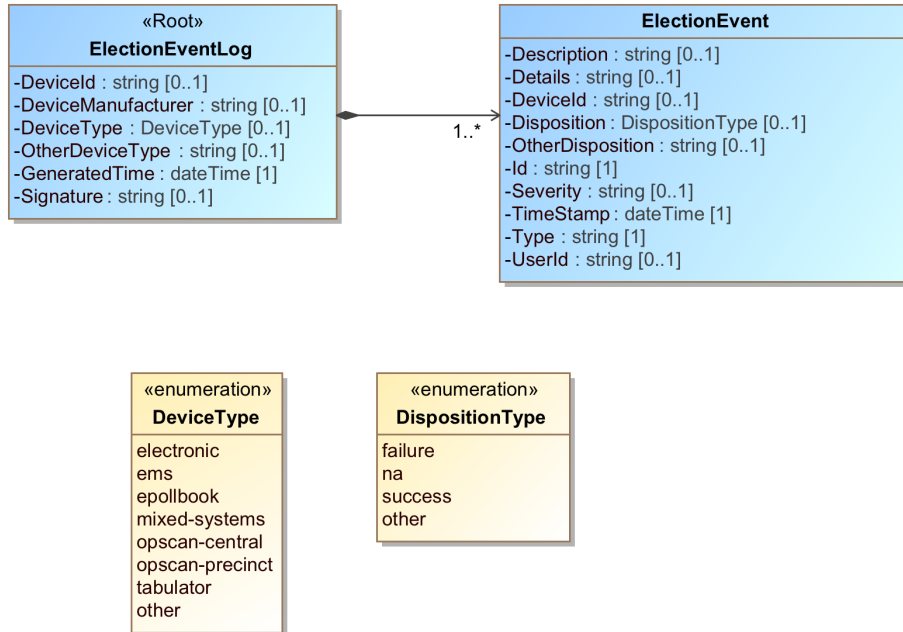 «Root»
ElectionEventLog
-DeviceId : string [0..1]
-DeviceManufacturer : string [0..1]
-DeviceType : DeviceType [0..1]
-OtherDeviceType : string [0..1]
-GeneratedTime : dateTime [1]
-Signature : string [0..1]
1..*
ElectionEvent
-Description : string [0..1]
-Details : string [0..1]
-DeviceId : string [0..1]
-Disposition : DispositionType [0..1]
-OtherDisposition : string [0..1]
-Id : string [1]
-Severity : string [0..1]
-TimeStamp : dateTime [1]
-Type : string [1]
-UserId : string [0..1]
«enumeration»
DeviceType
electronic
ems
epollbook
mixed-systems
opscan-central
opscan-precinct
tabulator
other
«enumeration»
DispositionType
failure
na
success
other